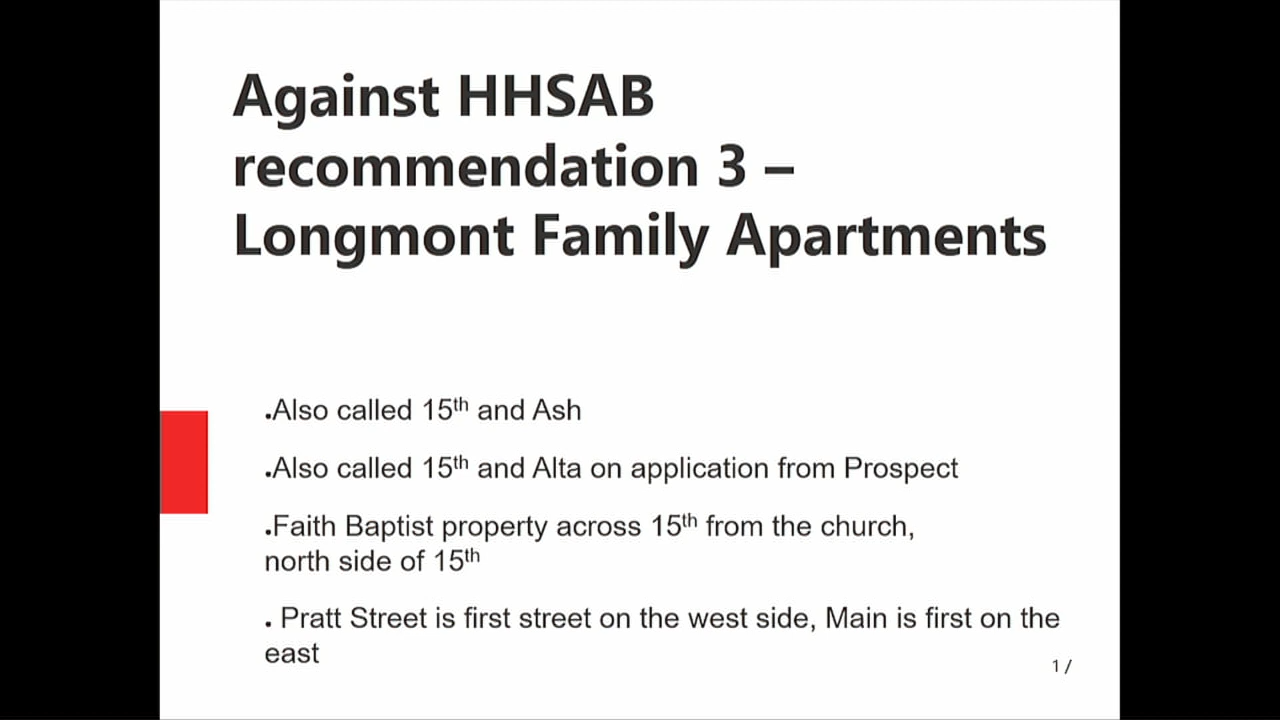 Against HHSAB
recommendation 3 –
Longmont Family Apartments
.Also called 15th and Ash
.Also called 15th and Alta on application from Prospect
.Faith Baptist property across 15th from the church,
north side of 15th
. Pratt Street is first street on the west side, Main is first on the
east
1 /